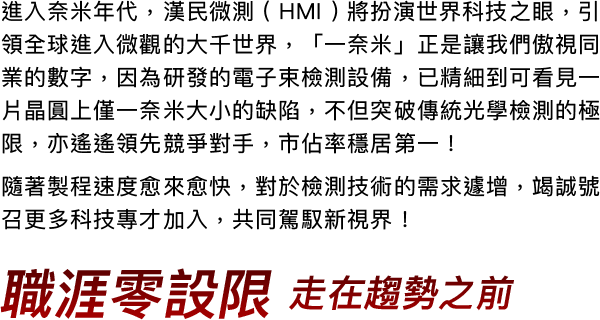 進入奈米年代，漢民微測（HMI）將扮演世界科技之眼，引
領全球進入微觀的大千世界，「一奈米」正是讓我們傲視同
業的數字，因為研發的電子束檢測設備，已精細到可看見一
片晶圓上僅一奈米大小的缺陷，不但突破傳統光學檢測的極
限，亦遙遙領先競爭對手，市佔率穩居第一！
隨著製程速度愈來愈快，對於檢測技術的需求遽增，竭誠號
召更多科技專才加入，共同駕馭新視界！
職涯零設限 走在趨勢之前